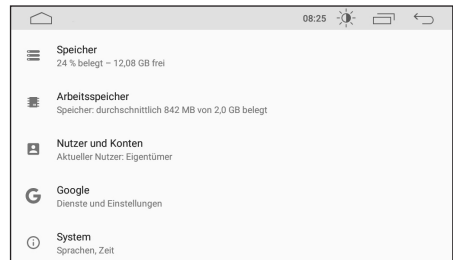 08:25
Speicher
24 % belegt – 12,08 GB frei
Arbeitsspeicher
Speicher: durchschnittlich 842 MB von 2,0 GB belegt
Nutzer und Konten
Aktueller Nutzer: Eigentümer
Google
Dienste und Einstellungen
System
Sprachen, Zeit